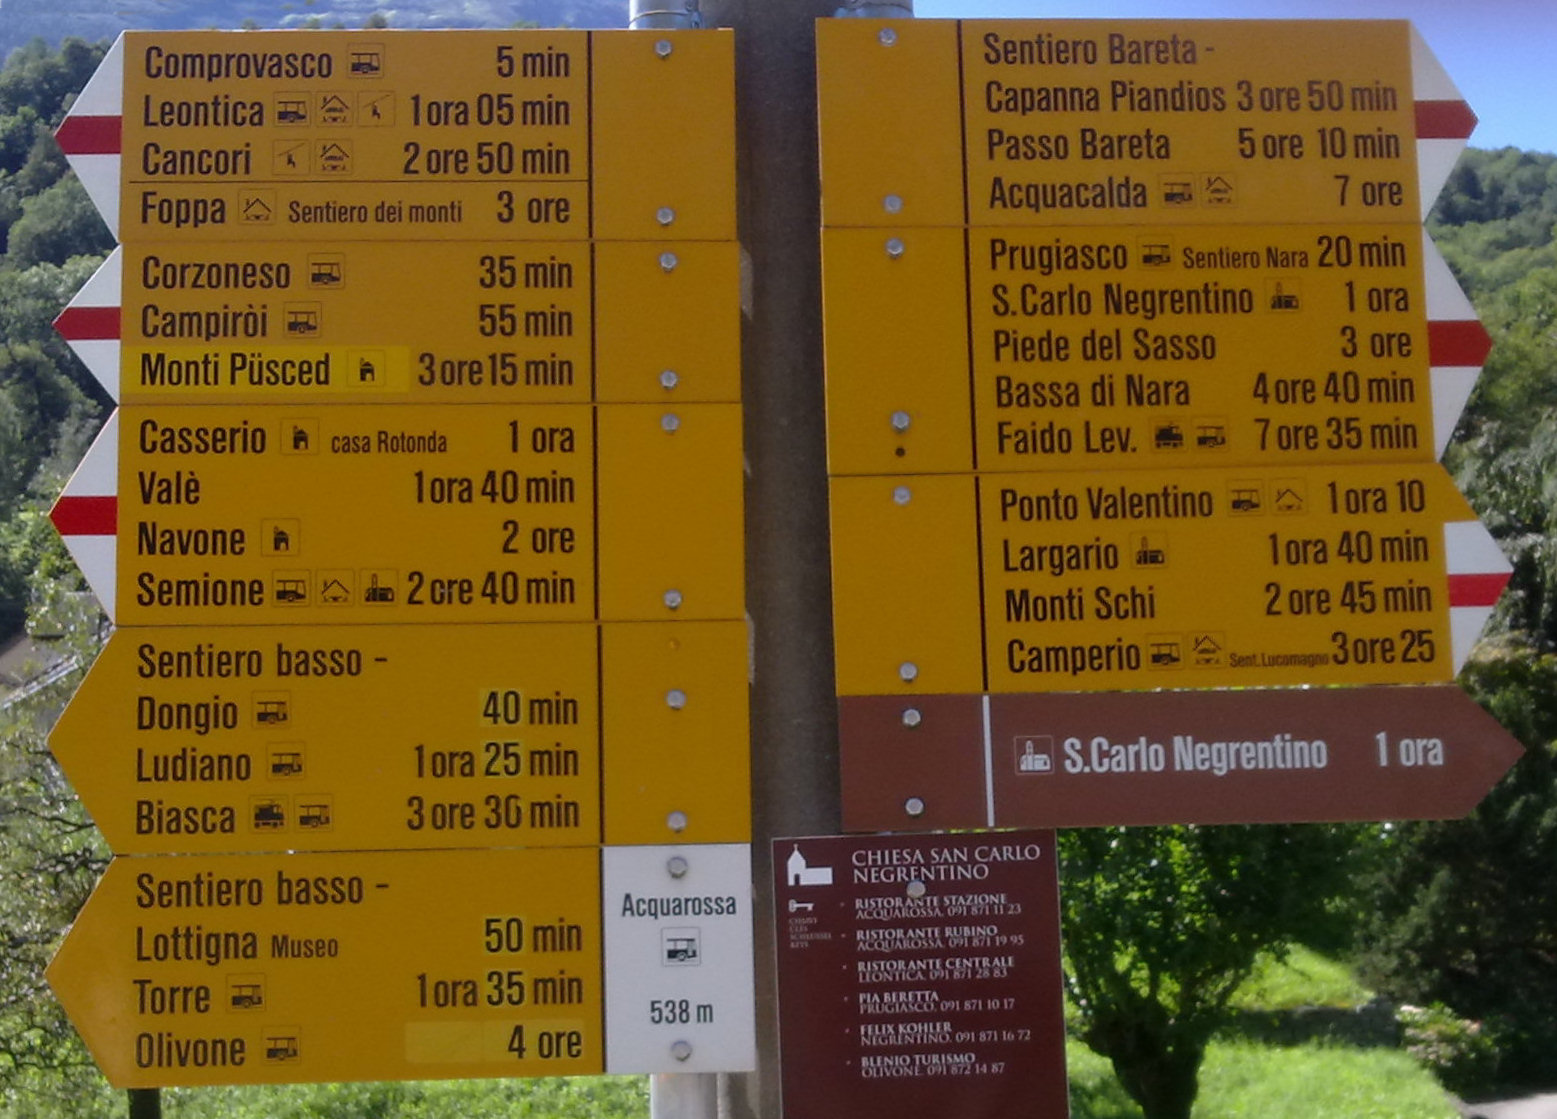 Comprovasco 5 min
Leontica 1 ora 05 min
Cancori 2 ore 50 min
Foppa Sentiero dei monti 3 ore
Corzoneso 35 min
Campiròi 55 min
Monti Püsced 3 ore 15 min
Casserio casa Rotonda 1 ora
Valè 1 ora 40 min
Navone 2 ore
Semione 2 ore 40 min
Sentiero basso -
Dongio 40 min
Ludiano 1 ora 25 min
Biasca 3 ore 30 min
Sentiero basso -
Lottigna Museo 50 min
Torre 1 ora 35 min
Olivone 4 ore
Acquarossa
538 m
Sentiero Bareta -
Capanna Piandios 3 ore 50 min
Passo Bareta 5 ore 10 min
Acquacalda 7 ore
Prugiasco Sentiero Nara 20 min
S.Carlo Negrentino 1 ora
Piede del Sasso 3 ore
Bassa di Nara 4 ore 40 min
Faido Lev. 7 ore 35 min
Ponto Valentino 1 ora 10
Largario 1 ora 40 min
Monti Schi 2 ore 45 min
Camperio Sent.Lucomagno 3 ore 25
S.Carlo Negrentino 1 ora
CHIESA SAN CARLO
NEGRENTINO
CHIAVI
CLES
SCHLUSSEL
KEYS
RISTORANTE STAZIONE
ACQUAROSSA. 091 871 11 23
RISTORANTE RUBINO
ACQUAROSSA. 091 871 19 95
RISTORANTE CENTRALE
LEONTICA. 091 871 28 83
PIA BERETTA
PRUGIASCO. 091 871 10 17
FELIX KOHLER
NEGRENTINO. 091 871 16 72
BLENIO TURISMO
OLIVONE. 091 872 14 87